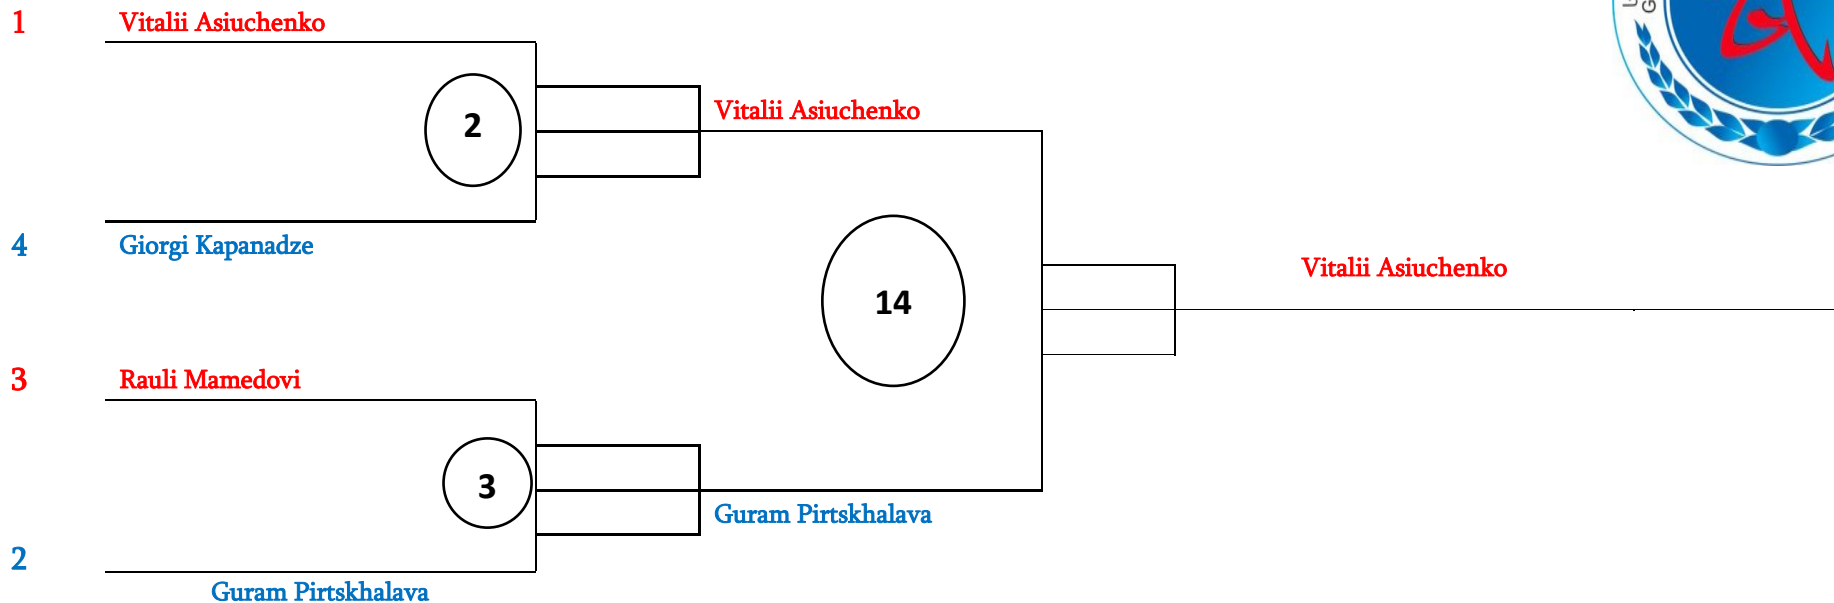 1 Vitalii Asiuchenko
2
Vitalii Asiuchenko
4 Giorgi Kapanadze
Vitalii Asiuchenko
14
3 Rauli Mamedovi
3
Guram Pirtskhalava
2
Guram Pirtskhalava